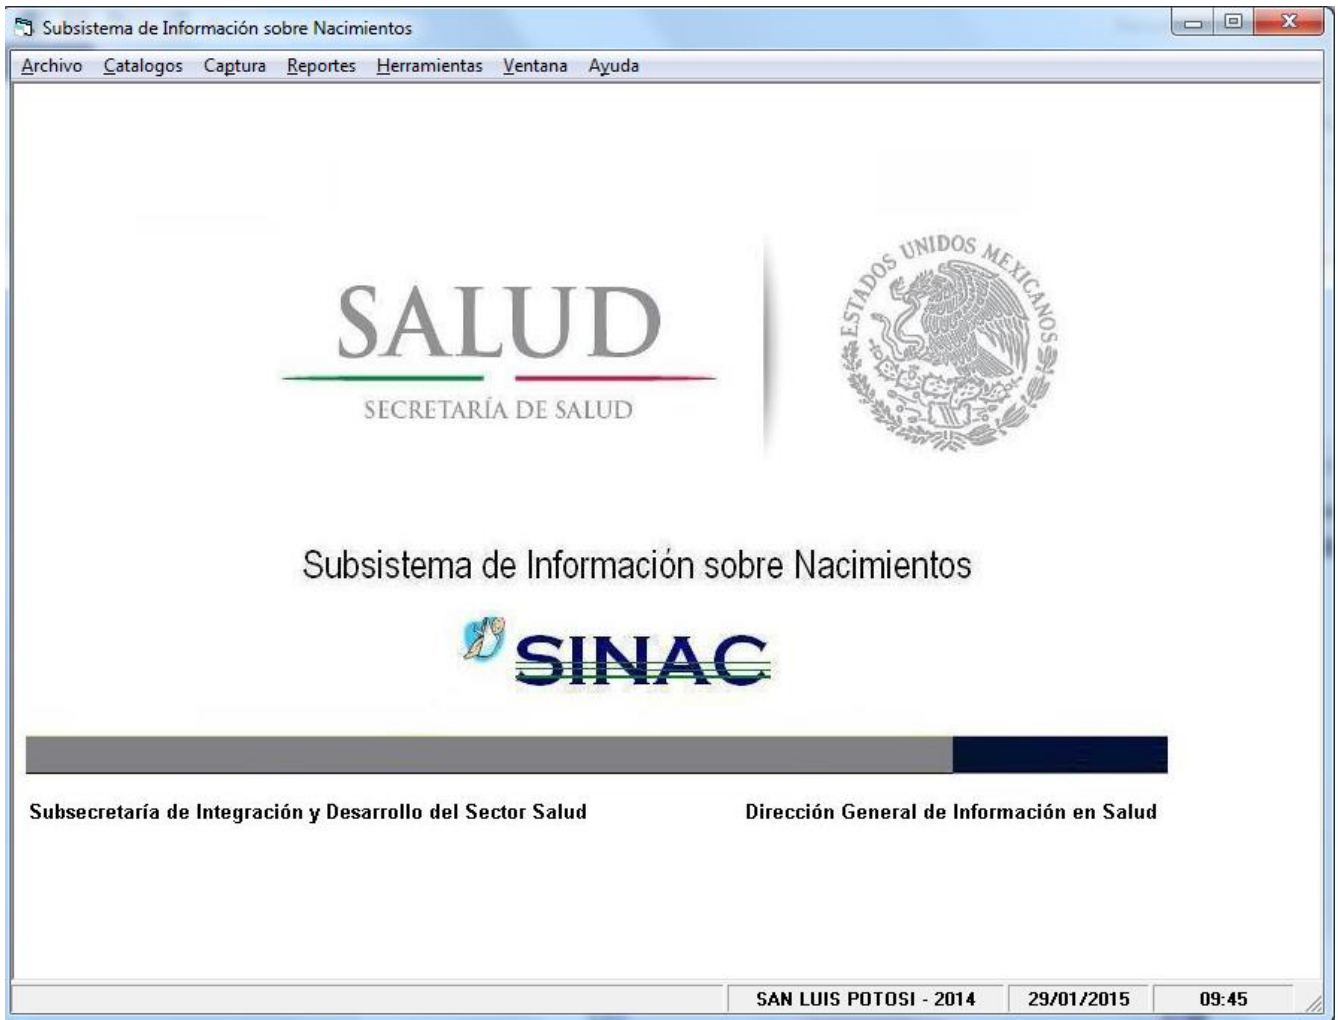 Subsistema de Información sobre Nacimientos
Archivo Catalogos Captura Reportes Herramientas Ventana Ayuda
ESTADOS UNIDOS MEXICANOS
SALUD
SECRETARÍA DE SALUD
Subsistema de Información sobre Nacimientos
SINAC
Subsecretaría de Integración y Desarrollo del Sector Salud Dirección General de Información en Salud
SAN LUIS POTOSI - 2014 29/01/2015 09:45